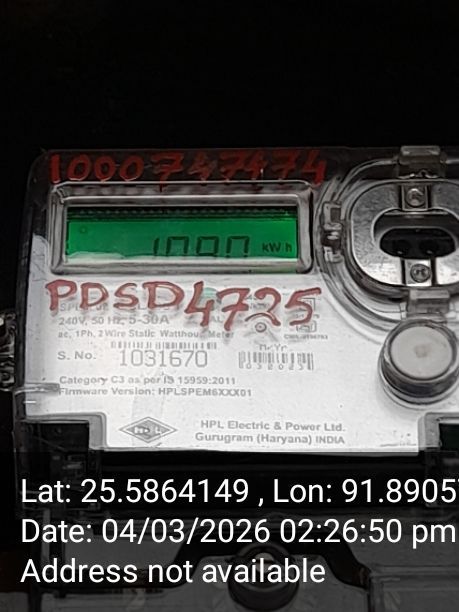 1000747474
kWh
PDSD4725
240V, 50 Hz, 5-30A
ac, 1Ph, 2 Wire Static Watthour Meter
S. No. 1031670
Category C3 as per IS 15959:2011
Firmware Version: HPLSPEM6XXX01
HPL
HPL Electric & Power Ltd.
Gurugram (Haryana) INDIA
Lat: 25.5864149 , Lon: 91.8905
Date: 04/03/2026 02:26:50 pm
Address not available